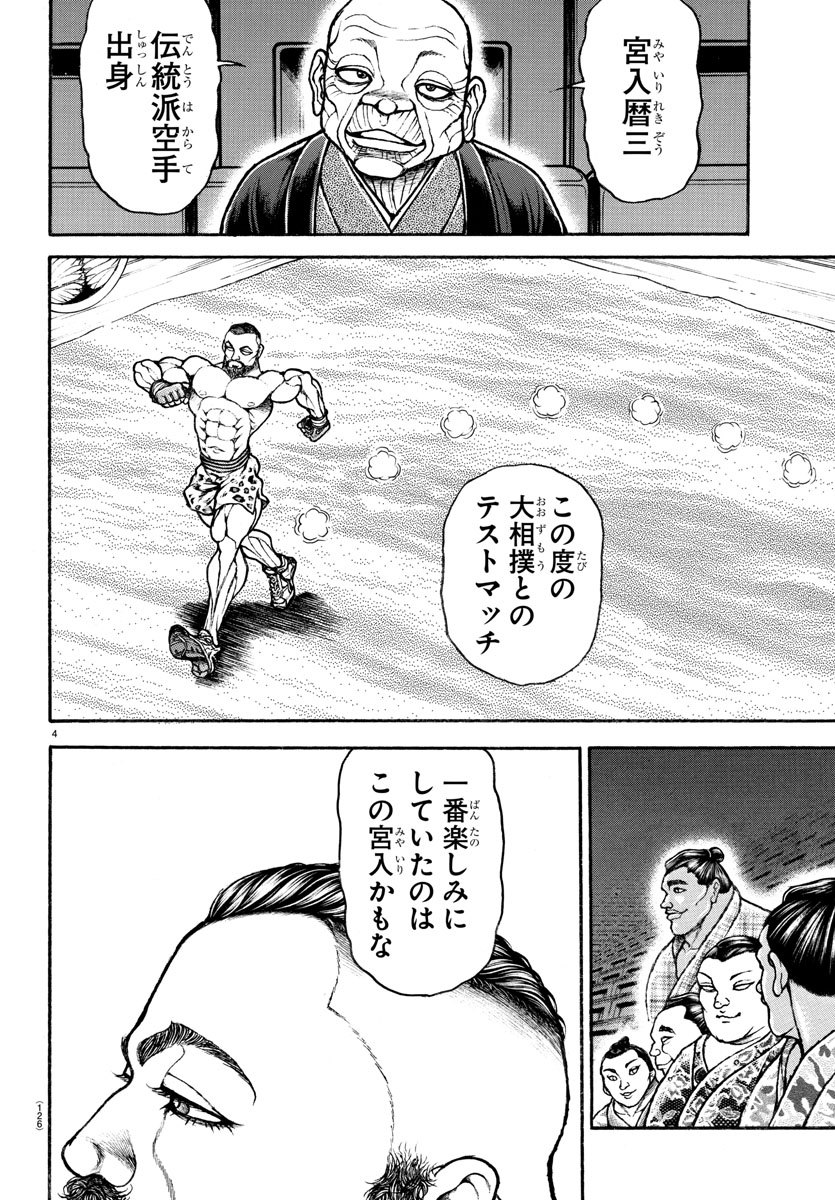 宮入暦三
伝統派空手
出身
この度の
大相撲との
テストマッチ
一番楽しみに
していたのは
この宮入かもな
4
(126)